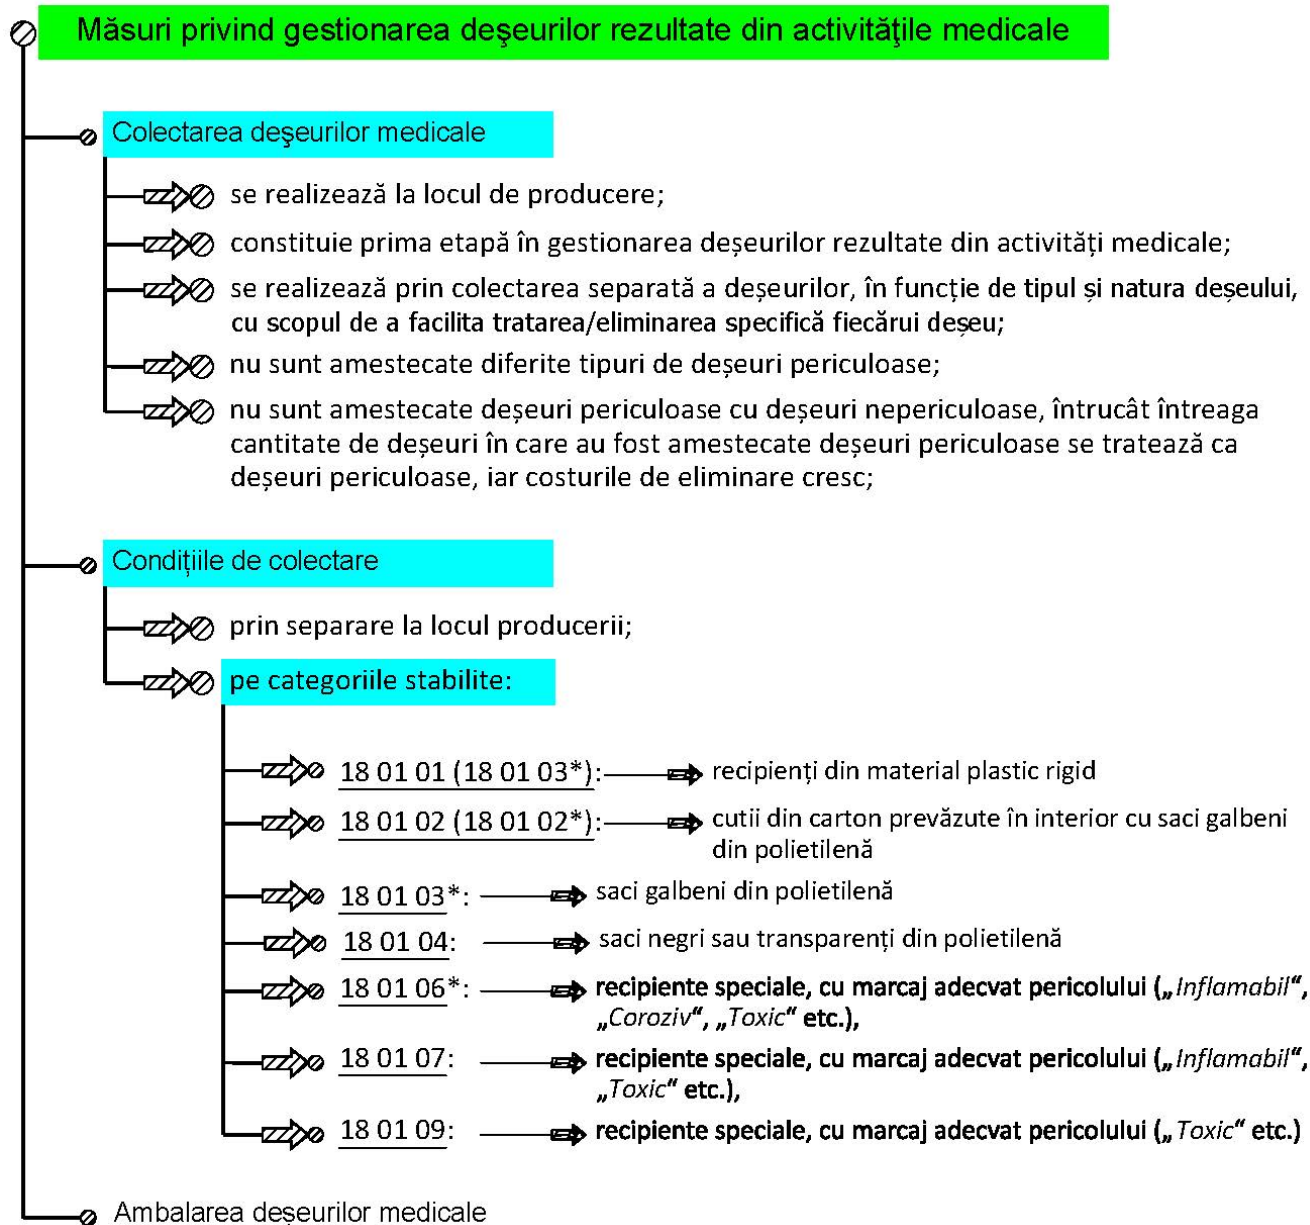 Măsuri privind gestionarea deşeurilor rezultate din activităţile medicale
Colectarea deşeurilor medicale
se realizează la locul de producere;
constituie prima etapă în gestionarea deșeurilor rezultate din activități medicale;
se realizează prin colectarea separată a deșeurilor, în funcție de tipul și natura deșeului,
cu scopul de a facilita tratarea/eliminarea specifică fiecărui deșeu;
nu sunt amestecate diferite tipuri de deșeuri periculoase;
nu sunt amestecate deșeuri periculoase cu deșeuri nepericuloase, întrucât întreaga
cantitate de deșeuri în care au fost amestecate deșeuri periculoase se tratează ca
deșeuri periculoase, iar costurile de eliminare cresc;
Condițiile de colectare
prin separare la locul producerii;
pe categoriile stabilite:
18 01 01 (18 01 03*): recipienți din material plastic rigid
18 01 02 (18 01 02*): cutii din carton prevăzute în interior cu saci galbeni
din polietilenă
18 01 03*: saci galbeni din polietilenă
18 01 04: saci negri sau transparenți din polietilenă
18 01 06*: recipiente speciale, cu marcaj adecvat pericolului („Inflamabil“,
„Coroziv“, „Toxic“ etc.),
18 01 07: recipiente speciale, cu marcaj adecvat pericolului („Inflamabil“,
„Toxic“ etc.),
18 01 09: recipiente speciale, cu marcaj adecvat pericolului („Toxic“ etc.)
Ambalarea deșeurilor medicale